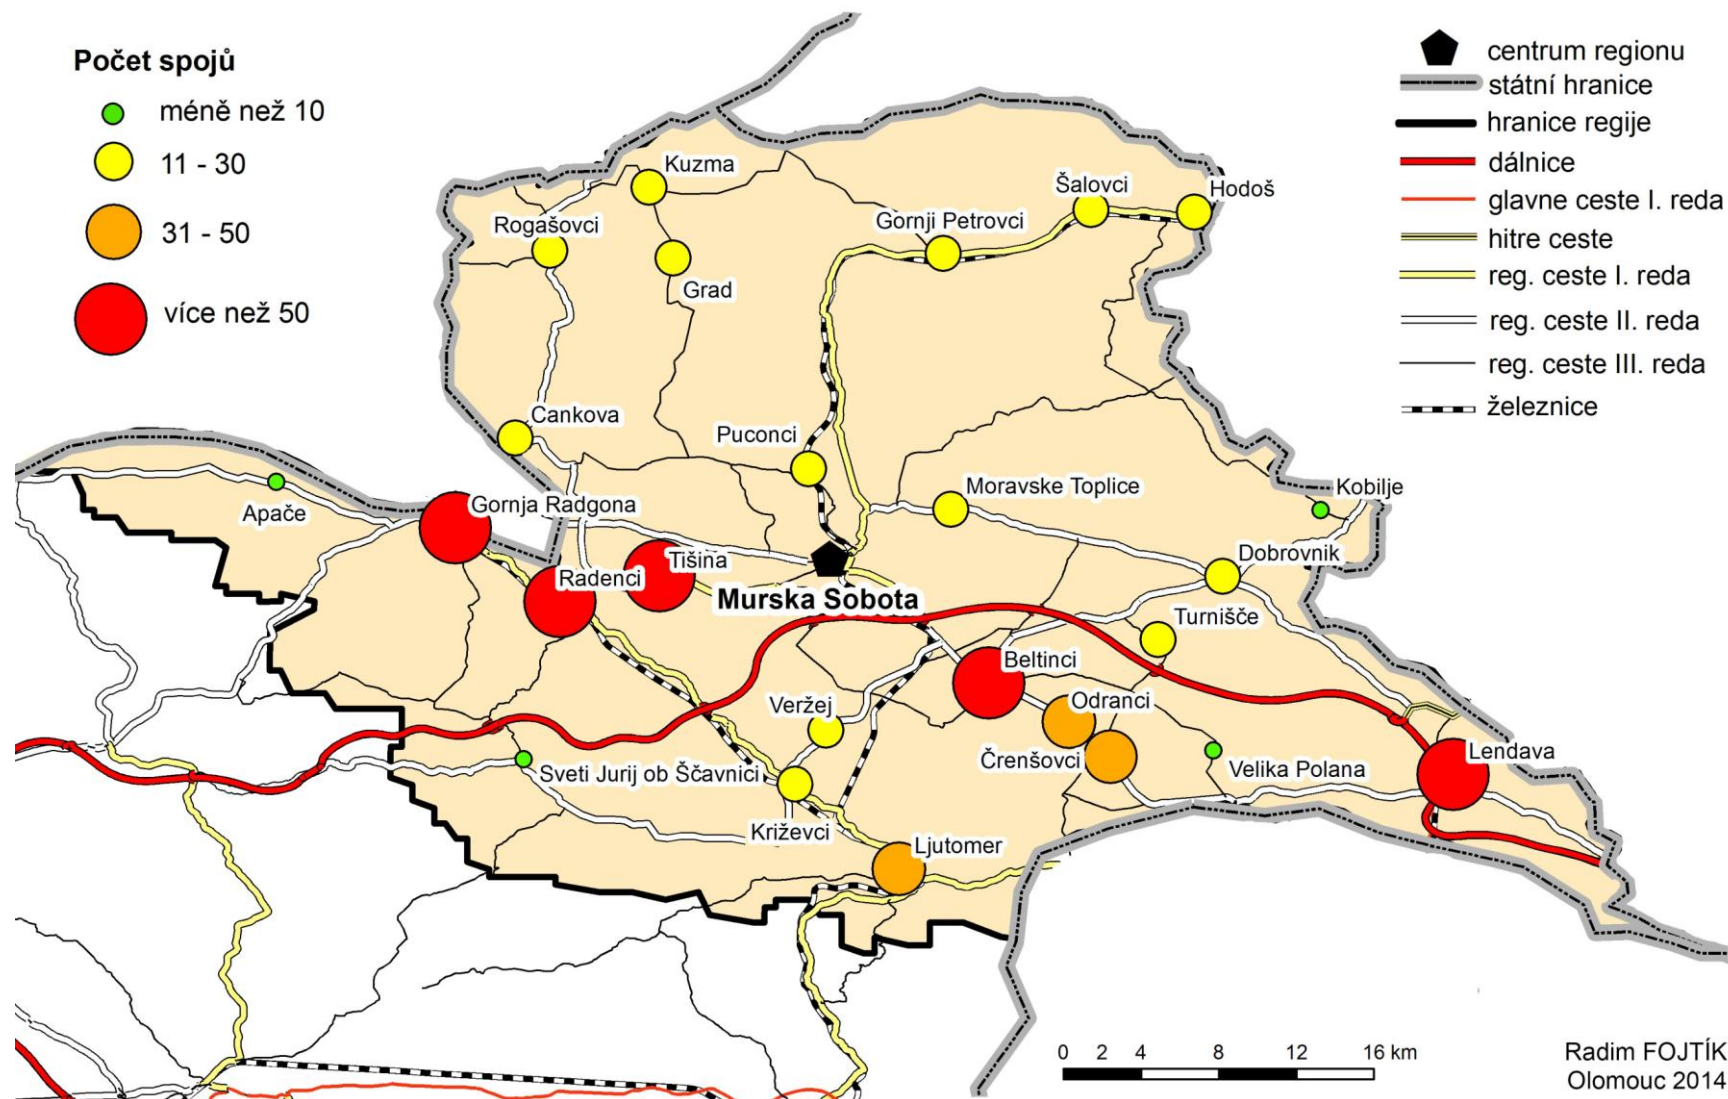 Počet spojů
méně než 10
11 - 30
31 - 50
více než 50
centrum regionu
státní hranice
hranice regije
dálnice
glavne ceste I. reda
hitre ceste
reg. ceste I. reda
reg. ceste II. reda
reg. ceste III. reda
železnice
Kuzma
Šalovci
Hodoš
Rogašovci
Gornji Petrovci
Grad
Cankova
Puconci
Moravske Toplice
Kobilje
Apače
Gornja Radgona
Dobrovnik
Tišina
Radenci
Murska Sobota
Turnišče
Beltinci
Odranci
Veržej
Črenšovci
Lendava
Sveti Jurij ob Ščavnici
Velika Polana
Križevci
Ljutomer
0 2 4 8 12 16 km
Radim FOJTÍK
Olomouc 2014